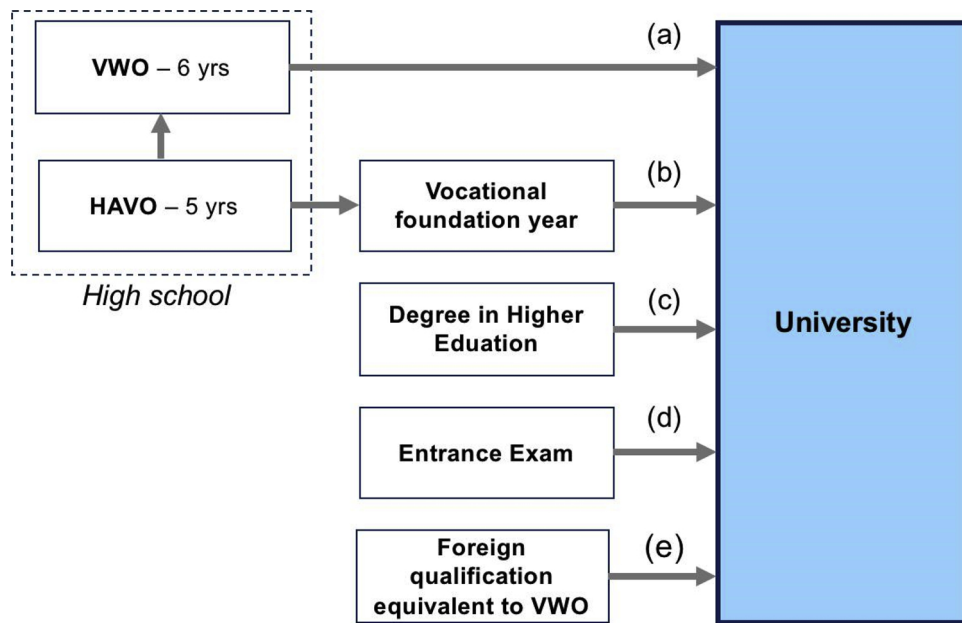 VWO – 6 yrs
(a)
HAVO – 5 yrs
Vocational
foundation year
(b)
High school
Degree in Higher
Eduation
(c)
University
Entrance Exam
(d)
Foreign
qualification
equivalent to VWO
(e)